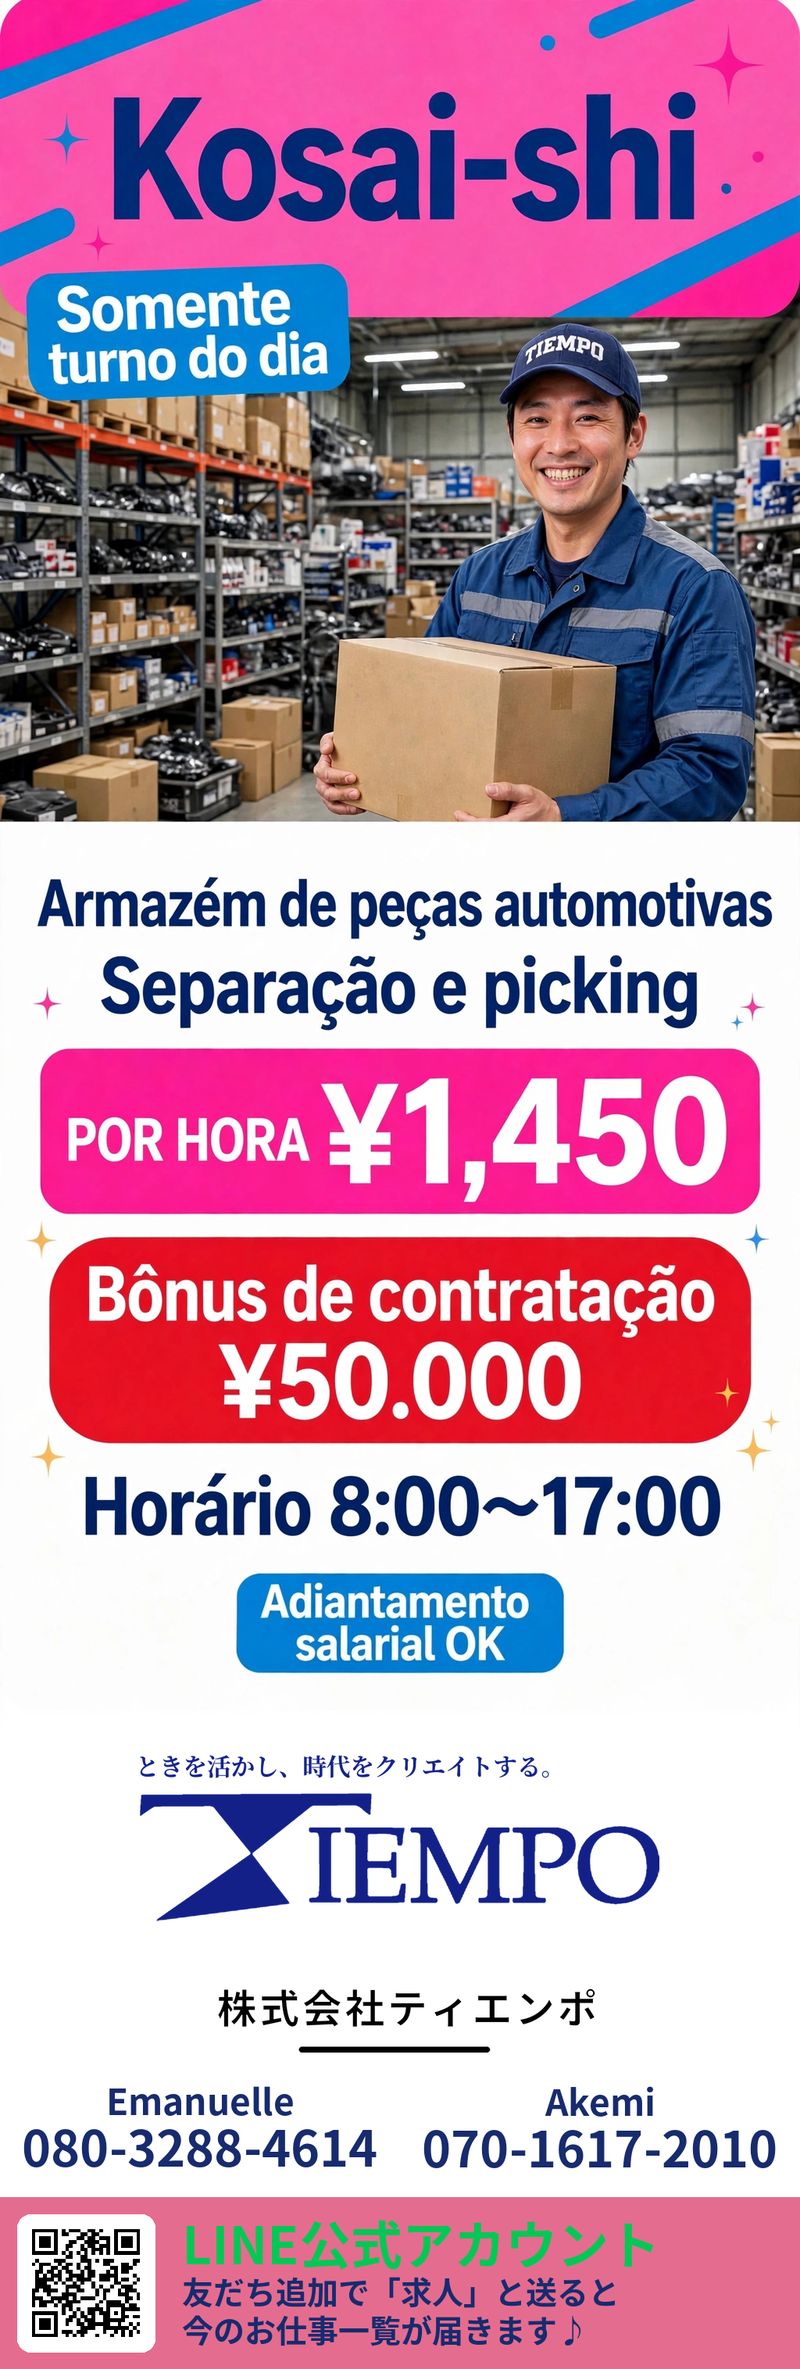 Kosai-shi
Somente
turno do dia
TIEMPO
Armazém de peças automotivas
Separação e picking
POR HORA ¥1,450
Bônus de contratação
¥50.000
Horário 8:00～17:00
Adiantamento
salarial OK
ときを活かし、時代をクリエイトする。
TIEMPO
株式会社ティエンポ
Emanuelle
080-3288-4614
Akemi
070-1617-2010
LINE公式アカウント
友だち追加で「求人」と送ると
今のお仕事一覧が届きます♪